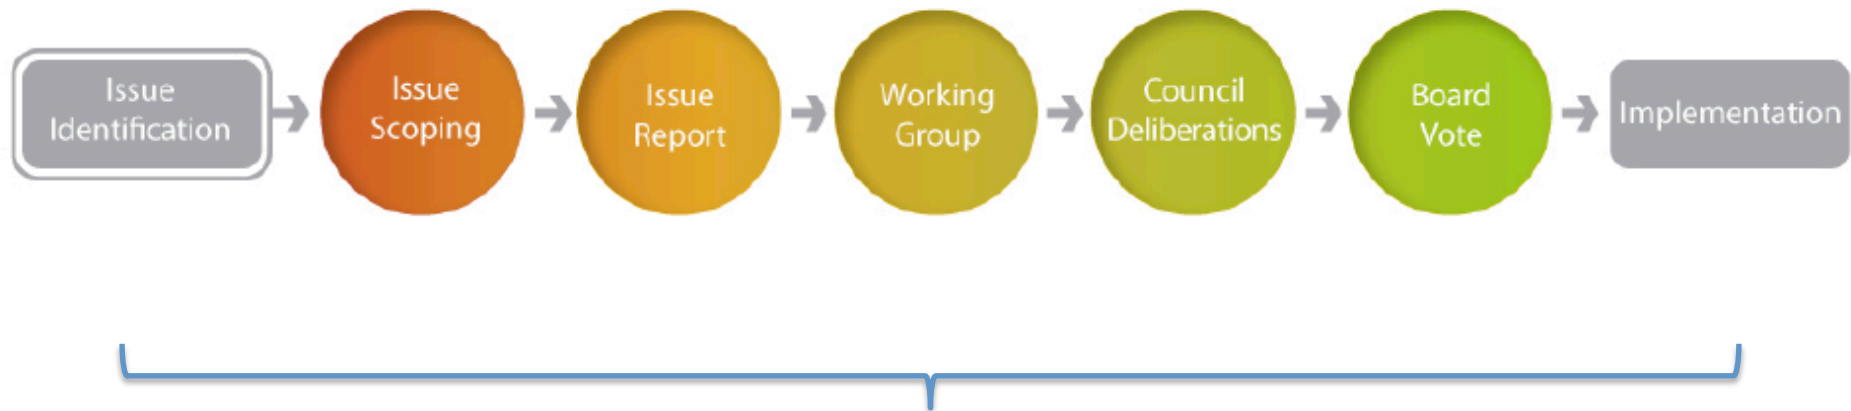 Issue
Identification
Issue
Scoping
Issue
Report
Working
Group
Council
Deliberations
Board
Vote
Implementation